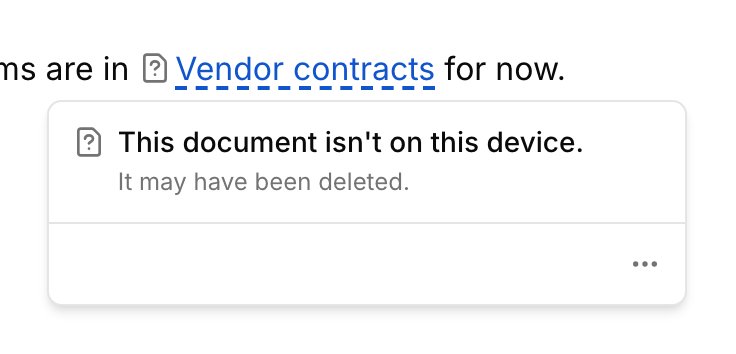 ms are in Vendor contracts for now.
This document isn't on this device.
It may have been deleted.